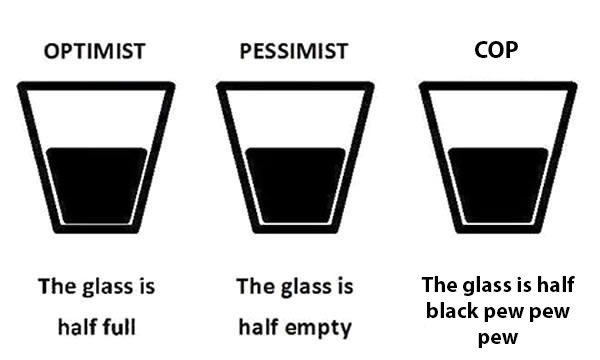 OPTIMIST
The glass is
half full
PESSIMIST
The glass is
half empty
COP
The glass is half
black pew pew
pew